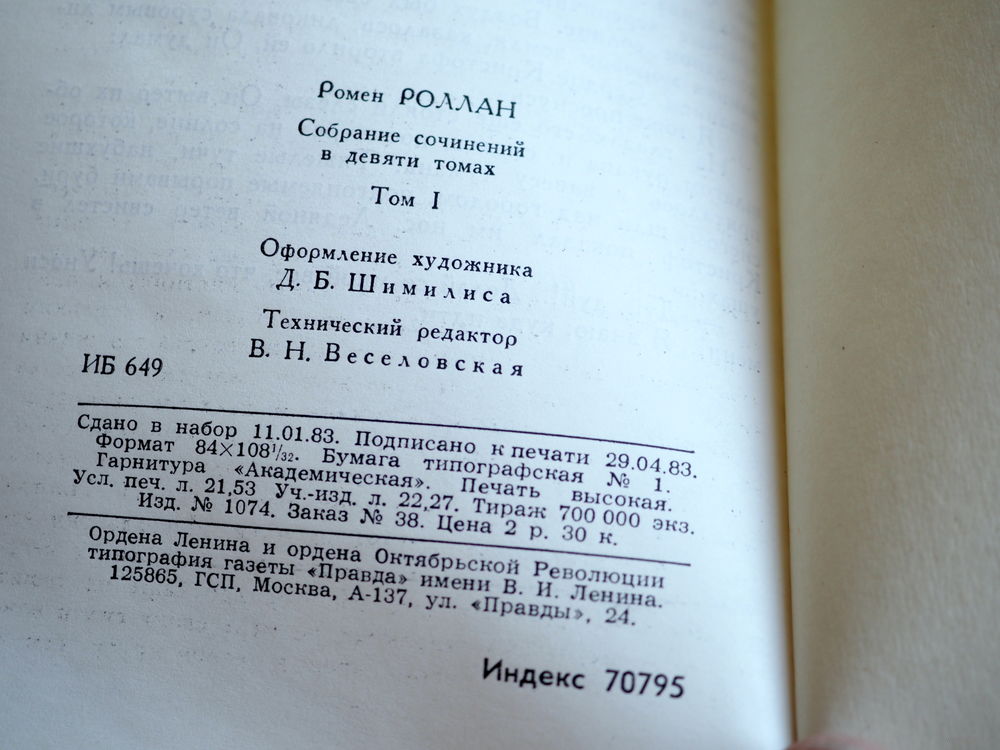 Ромен РОЛЛАН
Собрание сочинений
в девяти томах
Том I
Оформление художника
Д. Б. Шимилиса
Технический редактор
В. Н. Веселовская
ИБ 649
Сдано в набор 11.01.83. Подписано к печати 29.04.83.
Формат 84×108¹/₃₂. Бумага типографская № 1.
Гарнитура «Академическая». Печать высокая.
Усл. печ. л. 21,53 Уч.-изд. л. 22,27. Тираж 700 000 экз.
Изд. № 1074. Заказ № 38. Цена 2 р. 30 к.
Ордена Ленина и ордена Октябрьской Революции
типография газеты «Правда» имени В. И. Ленина.
125865, ГСП, Москва, А-137, ул. «Правды», 24.
Индекс 70795